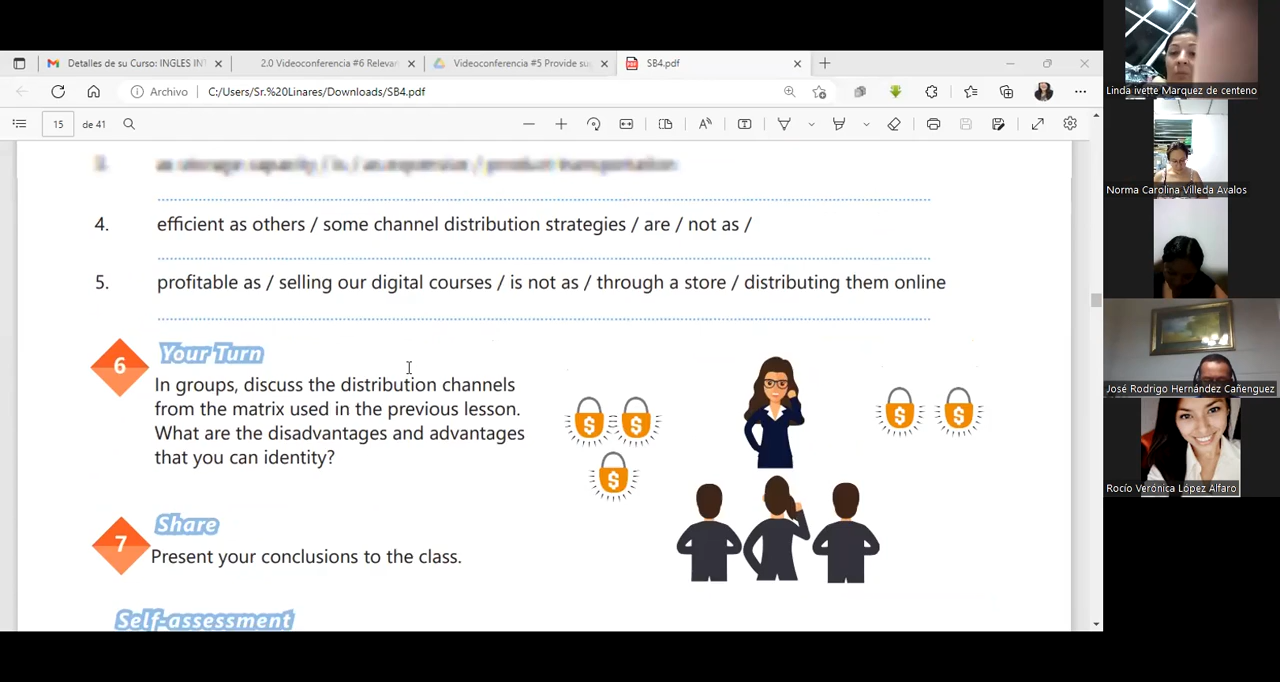 Detalles de su Curso: INGLES INT
2.0 Videoconferencia #6 Relevar
Videoconferencia #5 Provide su
SB4.pdf
Archivo
C:/Users/Sr.%20Linares/Downloads/SB4.pdf
15
de 41
4. efficient as others / some channel distribution strategies / are / not as /
5. profitable as / selling our digital courses / is not as / through a store / distributing them online
6
Your Turn
In groups, discuss the distribution channels
from the matrix used in the previous lesson.
What are the disadvantages and advantages
that you can identity?
7
Share
Present your conclusions to the class.
Self-assessment
Linda ivette Marquez de centeno
Norma Carolina Villeda Avalos
José Rodrigo Hernández Cañenguez
Rocío Verónica López Alfaro